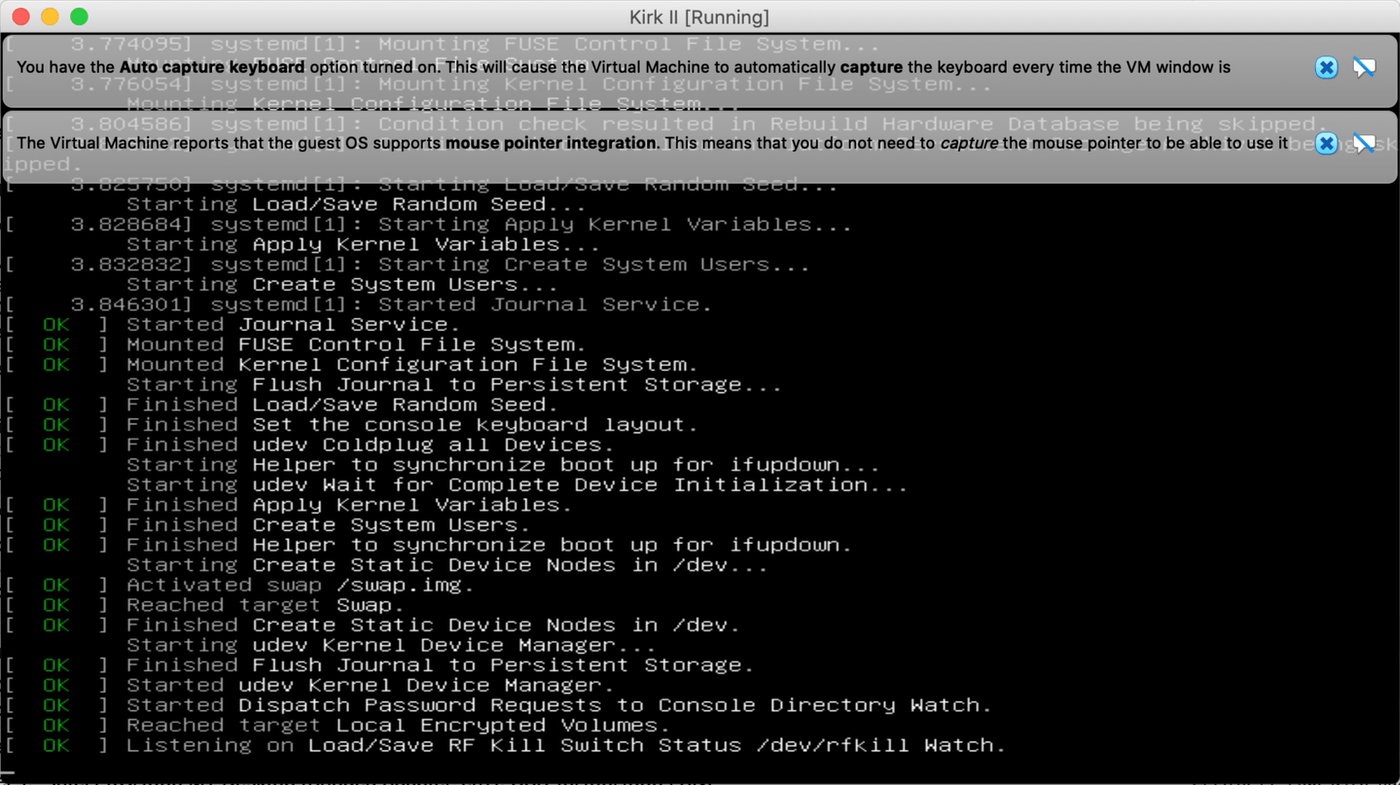 Kirk II [Running]
[    3.774095] systemd[1]: Mounting FUSE Control File System...
You have the Auto capture keyboard option turned on. This will cause the Virtual Machine to automatically capture the keyboard every time the VM window is
[    3.776054] systemd[1]: Mounting Kernel Configuration File System...
Mounting Kernel Configuration File System...
[    3.804586] systemd[1]: Condition check resulted in Rebuild Hardware Database being skipped.
The Virtual Machine reports that the guest OS supports mouse pointer integration. This means that you do not need to capture the mouse pointer to be able to use it
ipped.
[    3.825750] systemd[1]: Starting Load/Save Random Seed...
Starting Load/Save Random Seed...
[    3.828684] systemd[1]: Starting Apply Kernel Variables...
Starting Apply Kernel Variables...
[    3.832832] systemd[1]: Starting Create System Users...
Starting Create System Users...
[    3.846301] systemd[1]: Started Journal Service.
[  OK  ] Started Journal Service.
[  OK  ] Mounted FUSE Control File System.
[  OK  ] Mounted Kernel Configuration File System.
Starting Flush Journal to Persistent Storage...
[  OK  ] Finished Load/Save Random Seed.
[  OK  ] Finished Set the console keyboard layout.
[  OK  ] Finished udev Coldplug all Devices.
Starting Helper to synchronize boot up for ifupdown...
Starting udev Wait for Complete Device Initialization...
[  OK  ] Finished Apply Kernel Variables.
[  OK  ] Finished Create System Users.
[  OK  ] Finished Helper to synchronize boot up for ifupdown.
Starting Create Static Device Nodes in /dev...
[  OK  ] Activated swap /swap.img.
[  OK  ] Reached target Swap.
[  OK  ] Finished Create Static Device Nodes in /dev.
Starting udev Kernel Device Manager...
[  OK  ] Finished Flush Journal to Persistent Storage.
[  OK  ] Started udev Kernel Device Manager.
[  OK  ] Started Dispatch Password Requests to Console Directory Watch.
[  OK  ] Reached target Local Encrypted Volumes.
[  OK  ] Listening on Load/Save RF Kill Switch Status /dev/rfkill Watch.